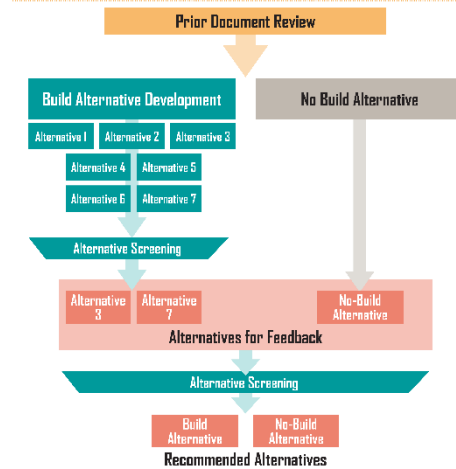 Prior Document Review
Build Alternative Development
No Build Alternative
Alternative 1
Alternative 2
Alternative 3
Alternative 4
Alternative 5
Alternative 6
Alternative 7
Alternative Screening
Alternative
3
Alternative
7
No-Build
Alternative
Alternatives for Feedback
Alternative Screening
Build
Alternative
No-Build
Alternative
Recommended Alternatives